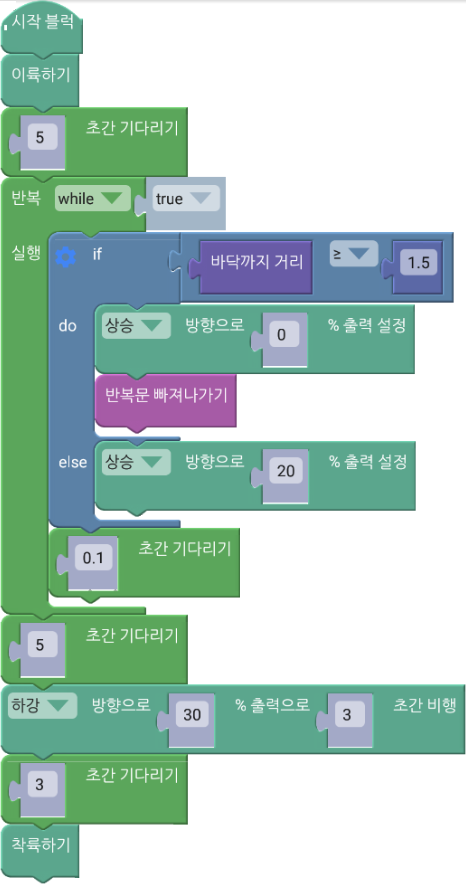 시작 블럭
이륙하기
5 초간 기다리기
반복 while true
실행 if 바닥까지 거리 ≥ 1.5
do 상승 방향으로 0 % 출력 설정
반복문 빠져나가기
else 상승 방향으로 20 % 출력 설정
0.1 초간 기다리기
5 초간 기다리기
하강 방향으로 30 % 출력으로 3 초간 비행
3 초간 기다리기
착륙하기